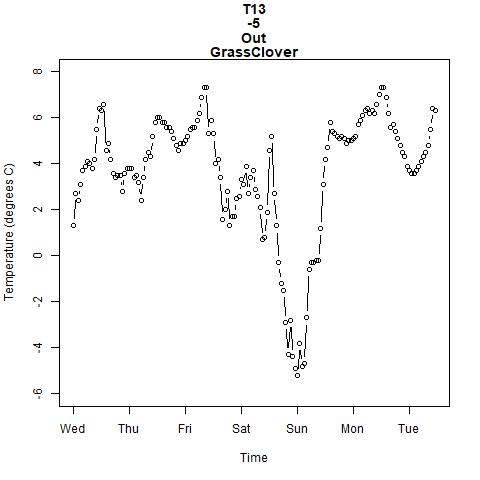 T13
-5
Out
GrassClover
Temperature (degrees C)
8
6
4
2
0
-2
-4
-6
Wed Thu Fri Sat Sun Mon Tue
Time